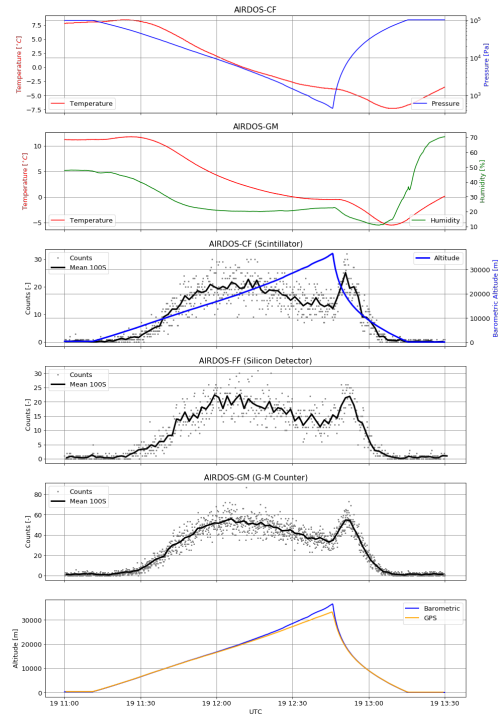 AIRDOS-CF
Temperature [°C]
7.5
5.0
2.5
0.0
−2.5
−5.0
−7.5
Temperature
Pressure
10⁵
10⁴
10³
Pressure [Pa]
AIRDOS-GM
Temperature [°C]
10
5
0
−5
Temperature
Humidity
70
60
50
40
30
20
10
Humidity [%]
AIRDOS-CF (Scintillator)
Counts [-]
30
20
10
0
Counts
Mean 100S
Altitude
30000
20000
10000
0
Barometric Altitude [m]
AIRDOS-FF (Silicon Detector)
Counts [-]
30
25
20
15
10
5
0
Counts
Mean 100S
AIRDOS-GM (G-M Counter)
Counts [-]
80
60
40
20
0
Counts
Mean 100S
Altitude [m]
30000
20000
10000
0
Barometric
GPS
19 11:00
19 11:30
19 12:00
19 12:30
19 13:00
19 13:30
UTC